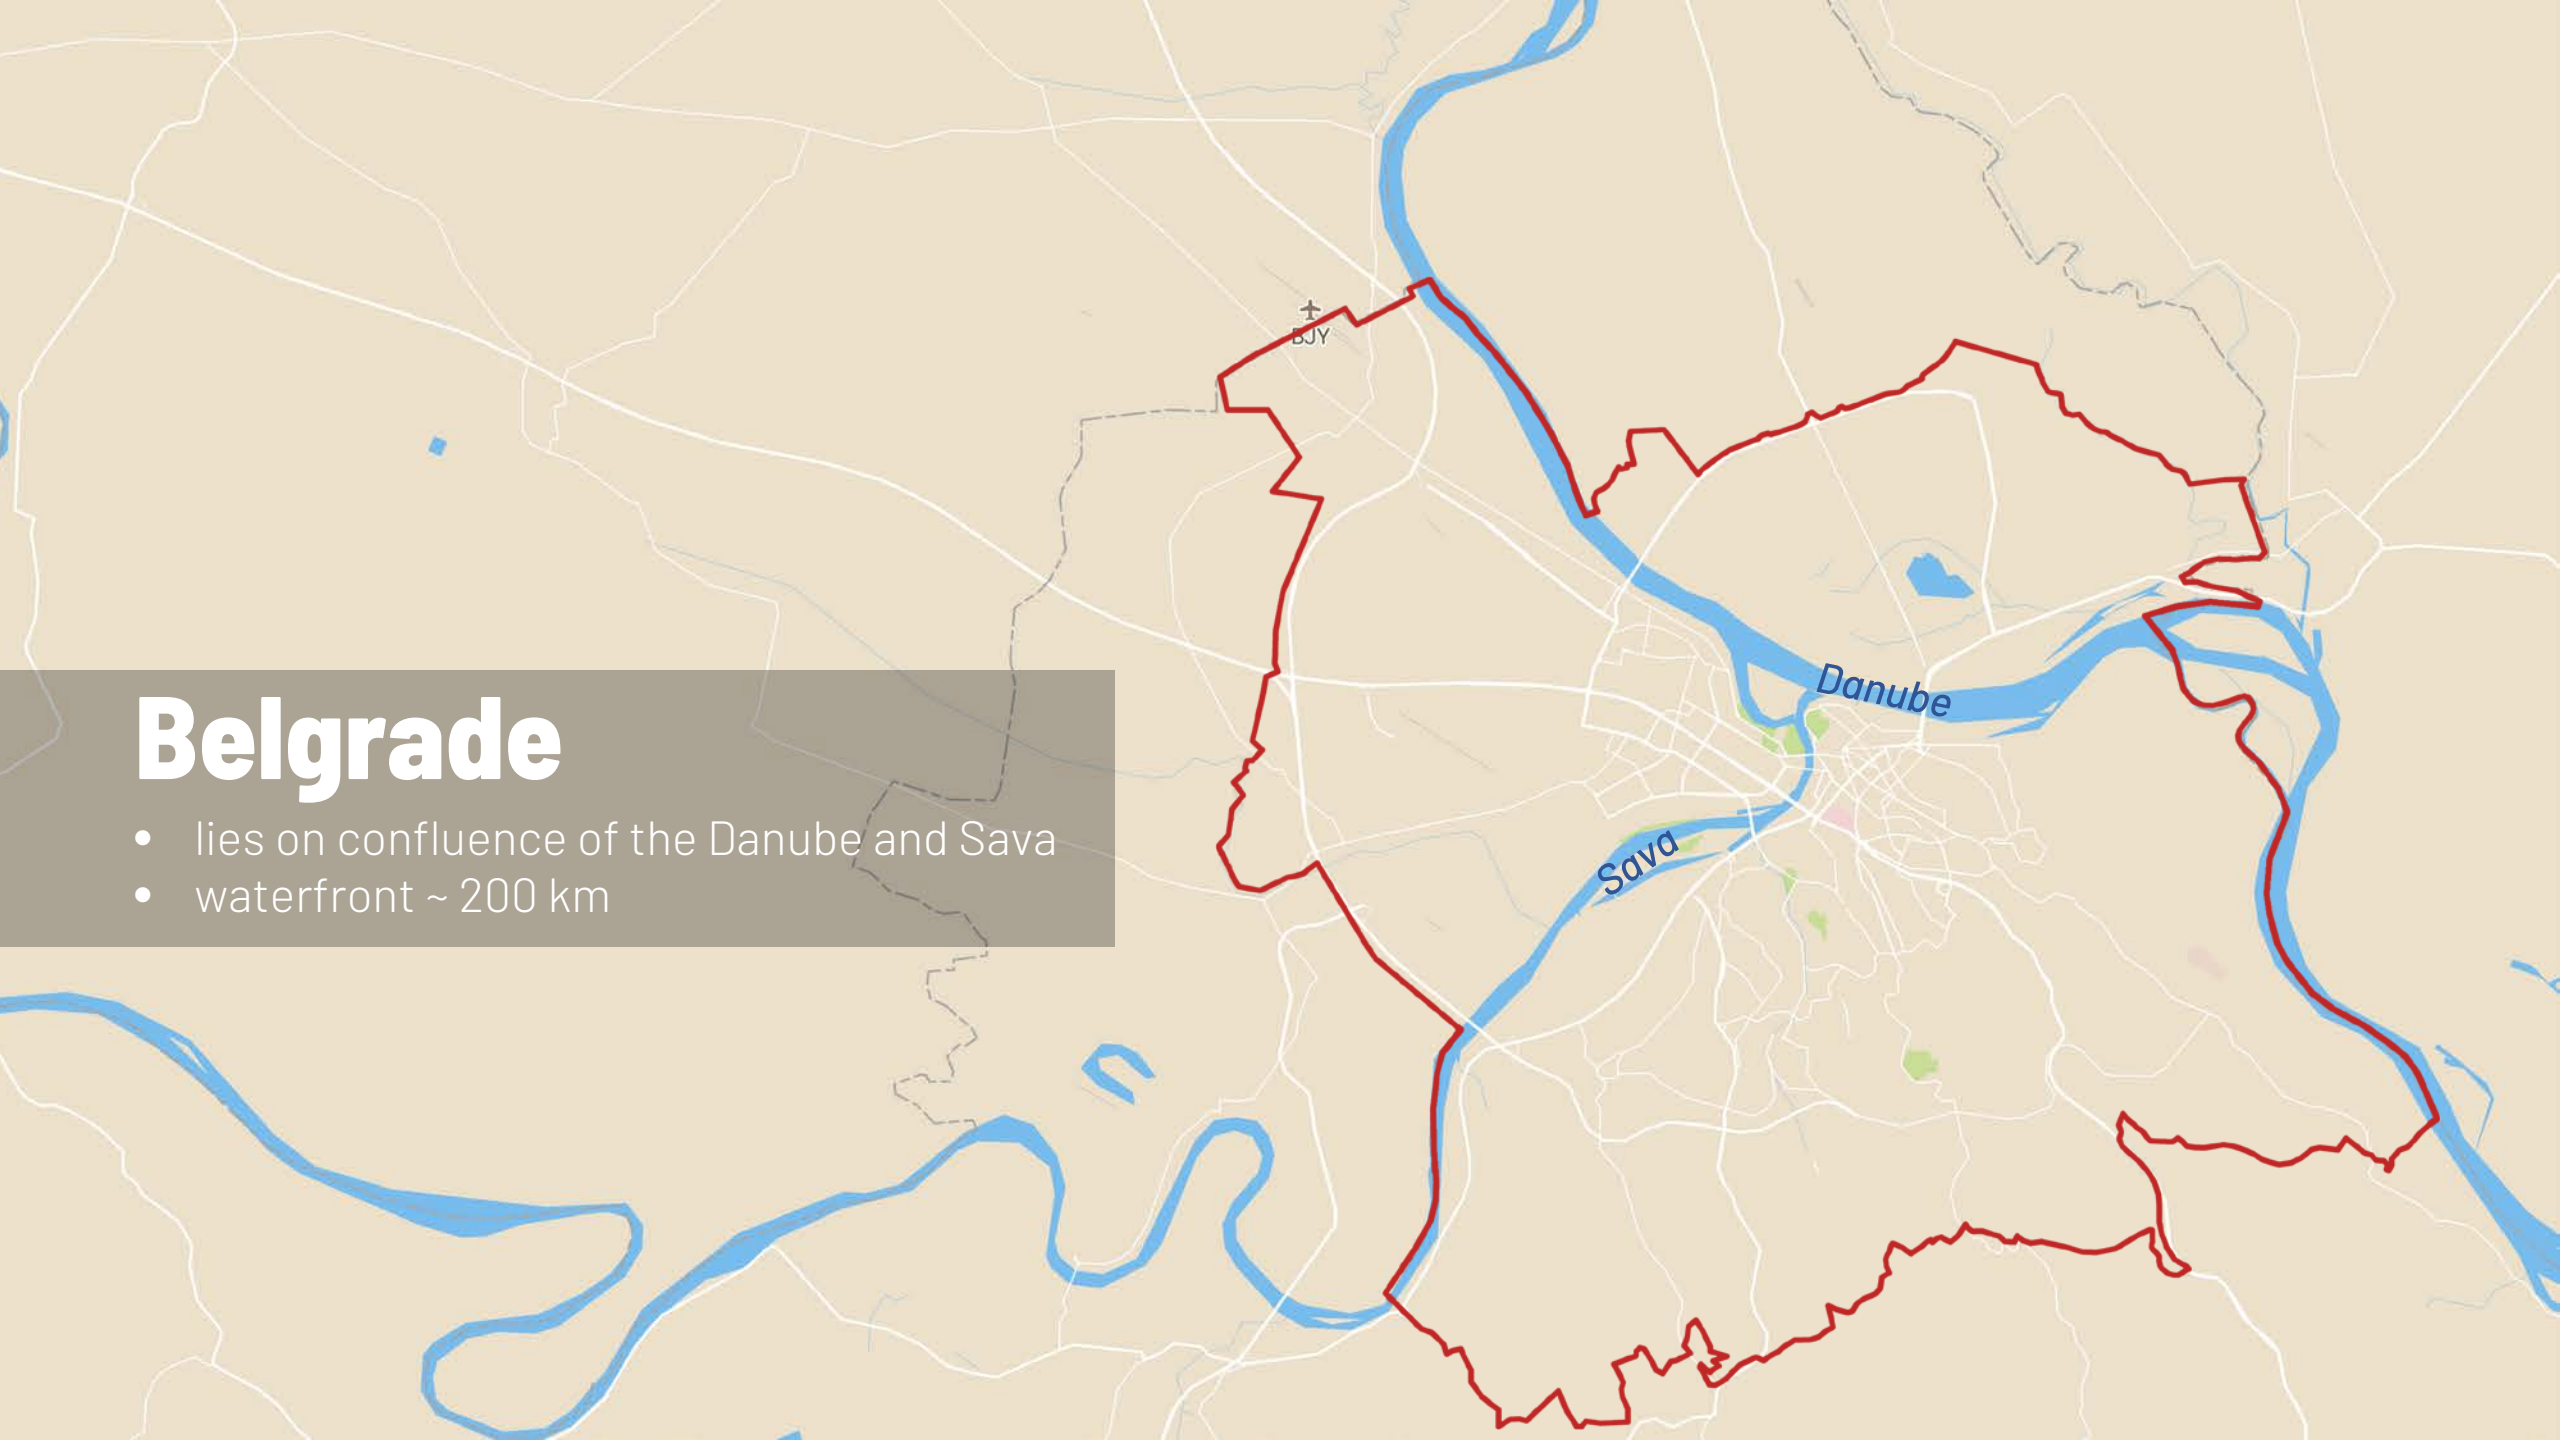 BJY
Danube
Sava
Belgrade
• lies on confluence of the Danube and Sava
• waterfront ~ 200 km